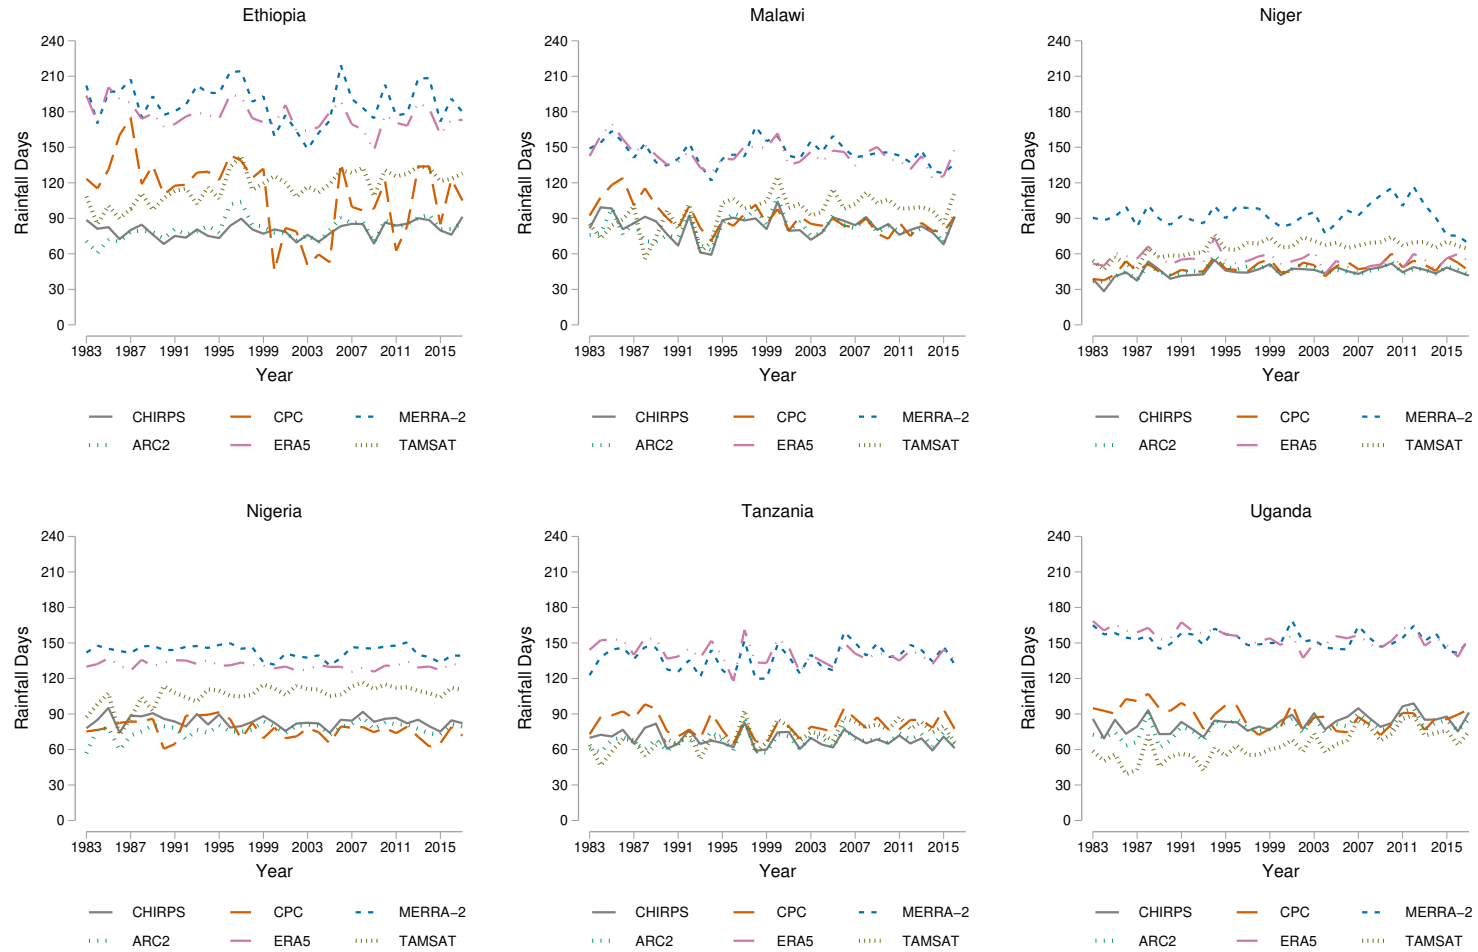 Ethiopia
Rainfall Days
240
210
180
150
120
90
60
30
0
1983 1987 1991 1995 1999 2003 2007 2011 2015
Year
CHIRPS CPC MERRA−2
ARC2 ERA5 TAMSAT
Malawi
Rainfall Days
240
210
180
150
120
90
60
30
0
1983 1987 1991 1995 1999 2003 2007 2011 2015
Year
CHIRPS CPC MERRA−2
ARC2 ERA5 TAMSAT
Niger
Rainfall Days
240
210
180
150
120
90
60
30
0
1983 1987 1991 1995 1999 2003 2007 2011 2015
Year
CHIRPS CPC MERRA−2
ARC2 ERA5 TAMSAT
Nigeria
Rainfall Days
240
210
180
150
120
90
60
30
0
1983 1987 1991 1995 1999 2003 2007 2011 2015
Year
CHIRPS CPC MERRA−2
ARC2 ERA5 TAMSAT
Tanzania
Rainfall Days
240
210
180
150
120
90
60
30
0
1983 1987 1991 1995 1999 2003 2007 2011 2015
Year
CHIRPS CPC MERRA−2
ARC2 ERA5 TAMSAT
Uganda
Rainfall Days
240
210
180
150
120
90
60
30
0
1983 1987 1991 1995 1999 2003 2007 2011 2015
Year
CHIRPS CPC MERRA−2
ARC2 ERA5 TAMSAT